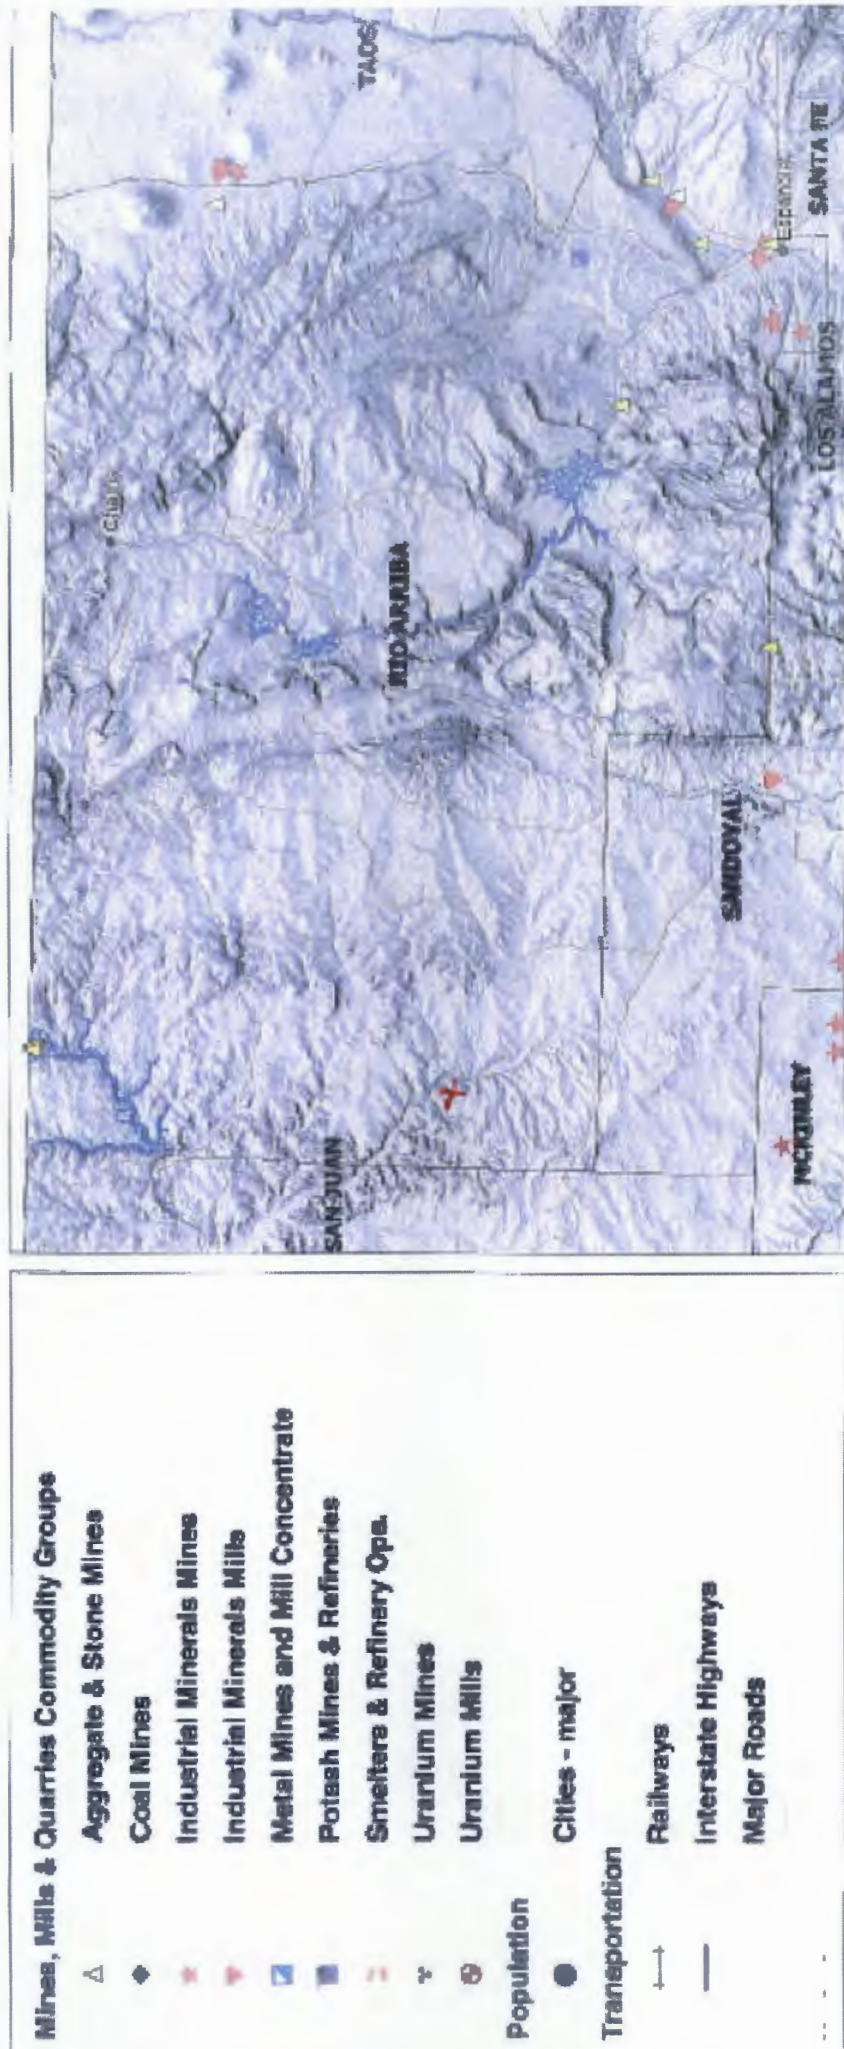 TAOS
Chama
RIO ARRIBA
Espanola
SANTA FE
LOS ALAMOS
SANDOVAL
SAN JUAN
MCKINLEY
Mines, Mills & Quarries Commodity Groups
Aggregate & Stone Mines
Coal Mines
Industrial Minerals Mines
Industrial Minerals Mills
Metal Mines and Mill Concentrate
Potash Mines & Refineries
Smelters & Refinery Ops.
Uranium Mines
Uranium Mills
Population
Cities - major
Transportation
Railways
Interstate Highways
Major Roads